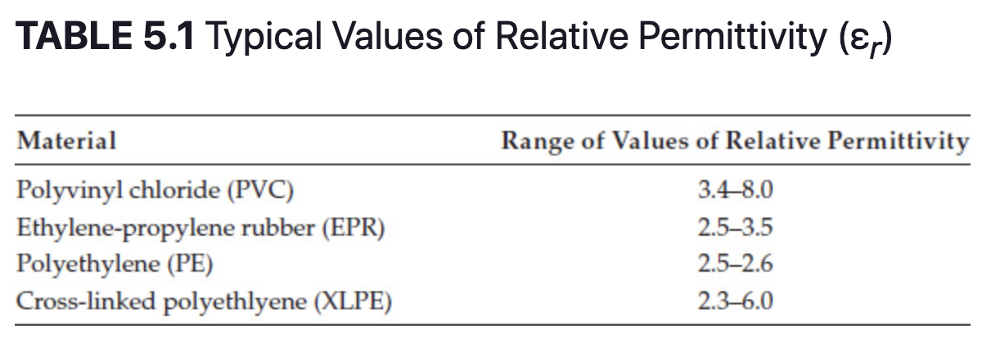 TABLE 5.1 Typical Values of Relative Permittivity (εr)
Material Range of Values of Relative Permittivity
Polyvinyl chloride (PVC) 3.4–8.0
Ethylene-propylene rubber (EPR) 2.5–3.5
Polyethylene (PE) 2.5–2.6
Cross-linked polyethlyene (XLPE) 2.3–6.0